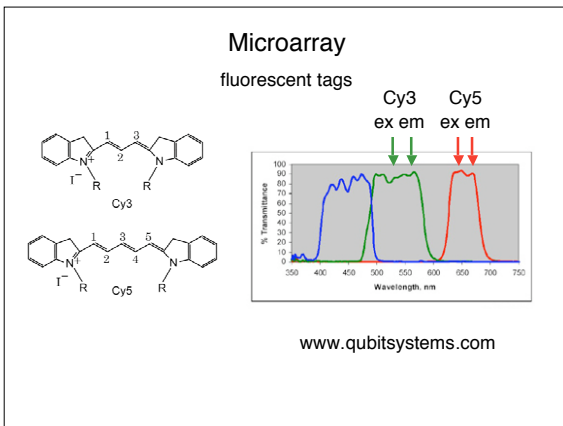 Microarray
fluorescent tags
Cy3 Cy5
ex em ex em
1 2 3
N+ N
I− R R
Cy3
1 2 3 4 5
N+ N
I− R R
Cy5
% Transmittance
100
90
80
70
60
50
40
30
20
10
0
350 400 450 500 550 600 650 700 750
Wavelength, nm
www.qubitsystems.com